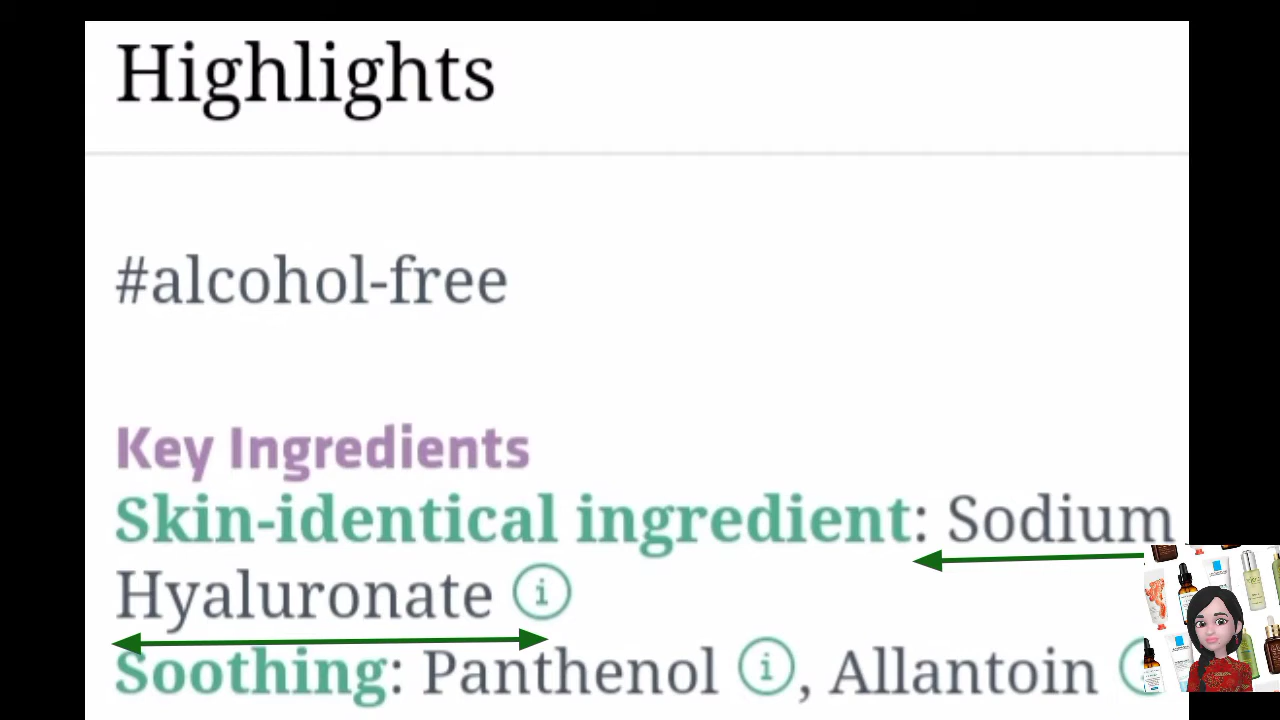 Highlights
#alcohol-free
Key Ingredients
Skin-identical ingredient: Sodium
Hyaluronate i
Soothing: Panthenol i, Allantoin